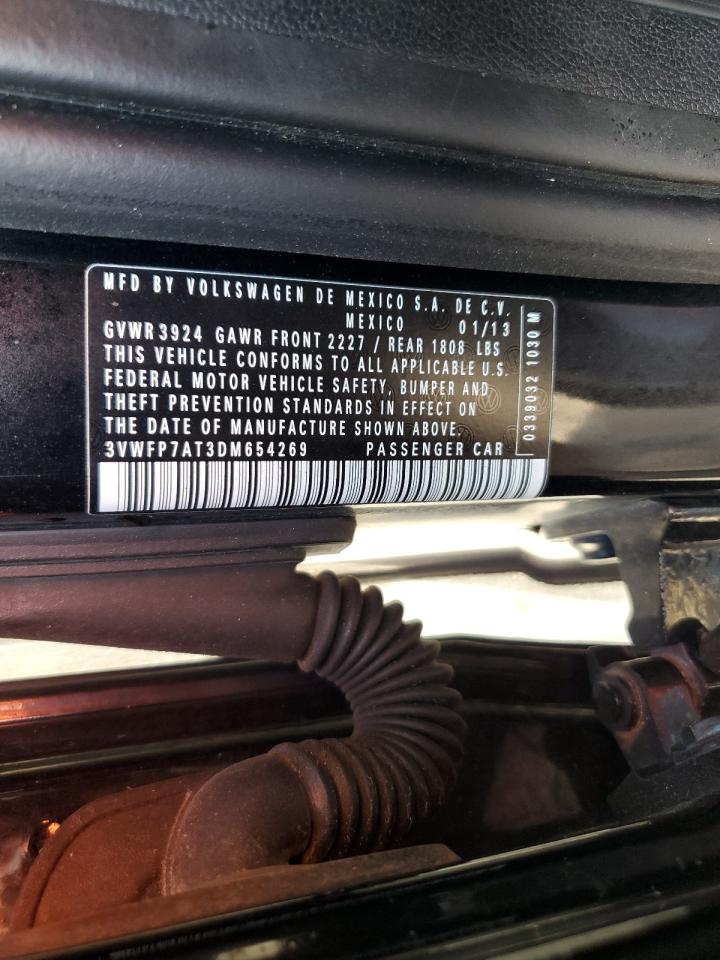 MFD BY VOLKSWAGEN DE MEXICO S.A. DE C.V.
MEXICO 01/13
GVWR 3924 GAWR FRONT 2227 / REAR 1808 LBS
THIS VEHICLE CONFORMS TO ALL APPLICABLE U.S.
FEDERAL MOTOR VEHICLE SAFETY, BUMPER AND
THEFT PREVENTION STANDARDS IN EFFECT ON
THE DATE OF MANUFACTURE SHOWN ABOVE.
3VWFP7AT3DM654269 PASSENGER CAR
0339032 1030 M